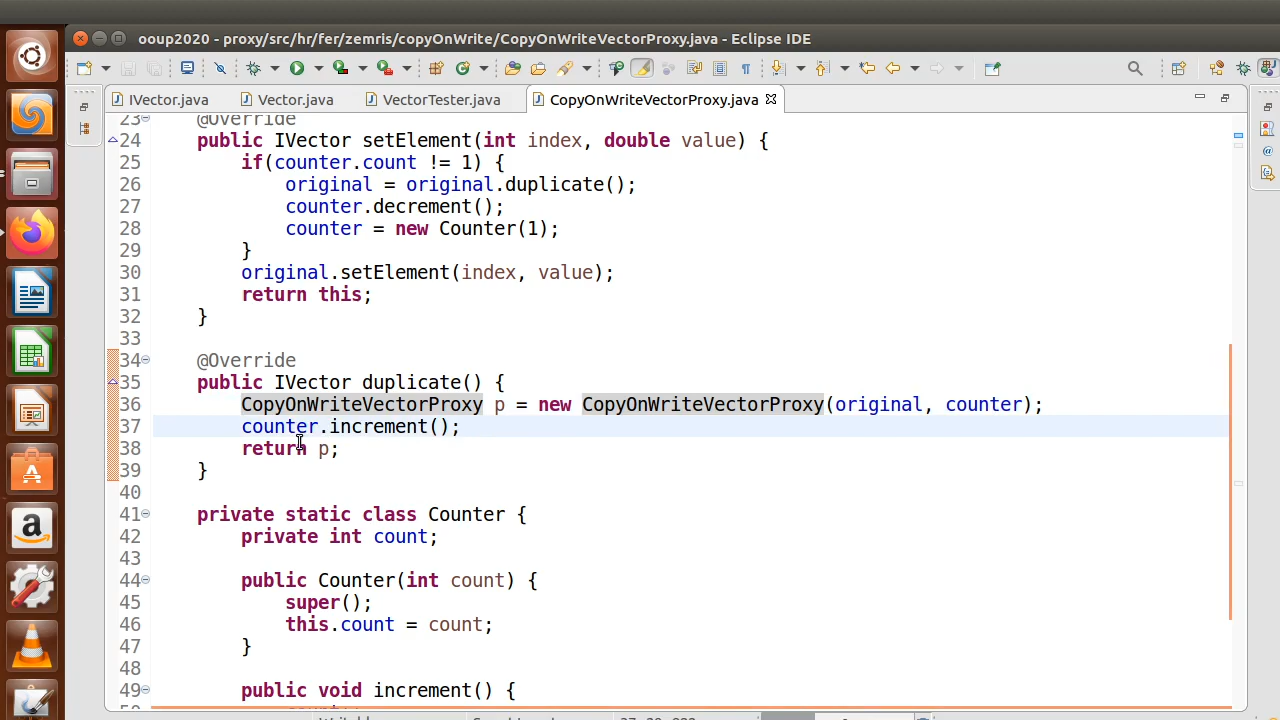 ooup2020 - proxy/src/hr/fer/zemris/copyOnWrite/CopyOnWriteVectorProxy.java - Eclipse IDE
IVector.java Vector.java VectorTester.java CopyOnWriteVectorProxy.java
23 @Override
24 public IVector setElement(int index, double value) {
25 if(counter.count != 1) {
26 original = original.duplicate();
27 counter.decrement();
28 counter = new Counter(1);
29 }
30 original.setElement(index, value);
31 return this;
32 }
33
34 @Override
35 public IVector duplicate() {
36 CopyOnWriteVectorProxy p = new CopyOnWriteVectorProxy(original, counter);
37 counter.increment();
38 return p;
39 }
40
41 private static class Counter {
42 private int count;
43
44 public Counter(int count) {
45 super();
46 this.count = count;
47 }
48
49 public void increment() {